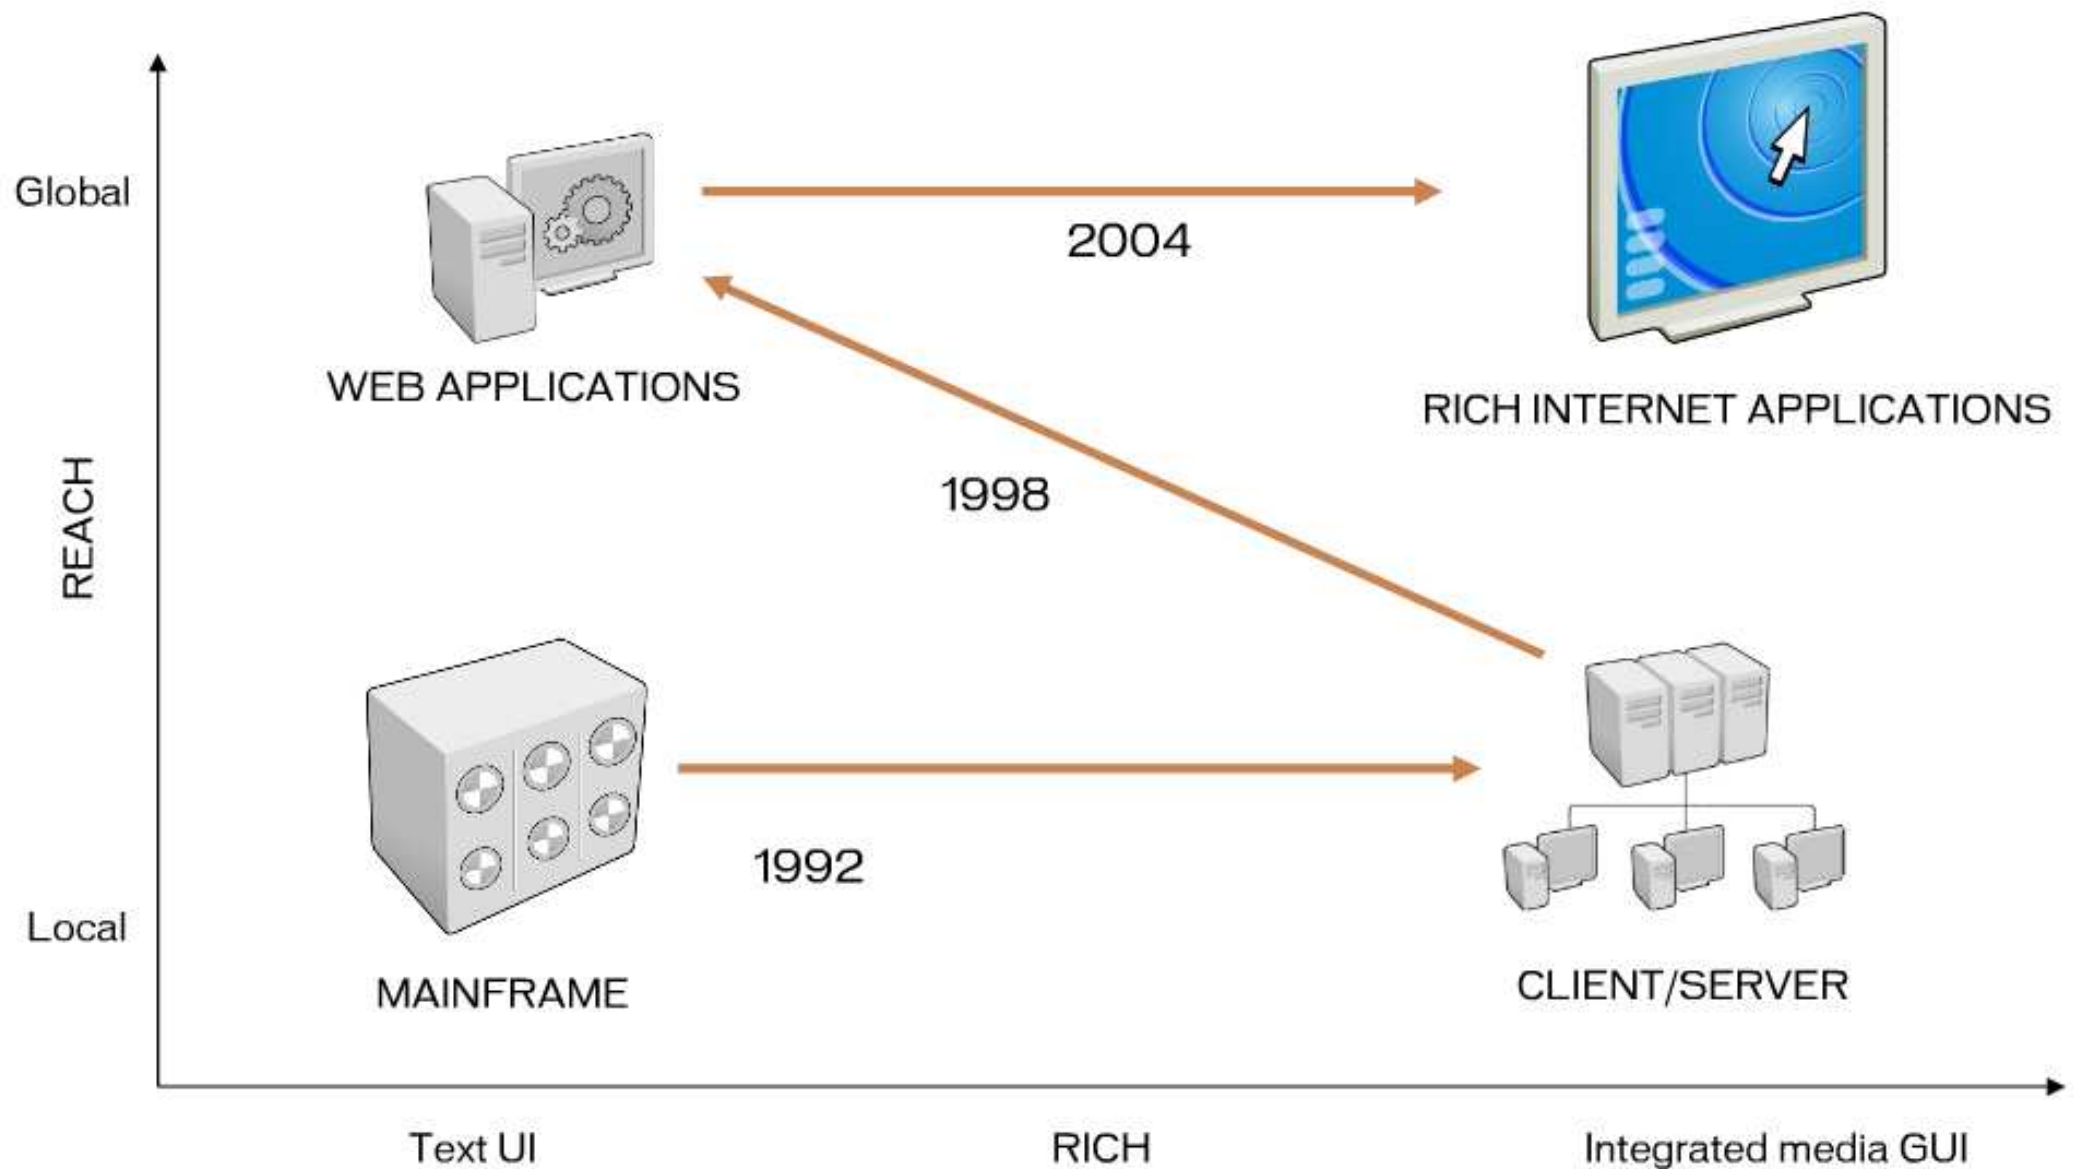 Global
2004
WEB APPLICATIONS
RICH INTERNET APPLICATIONS
REACH
1998
1992
Local
MAINFRAME
CLIENT/SERVER
Text UI
RICH
Integrated media GUI